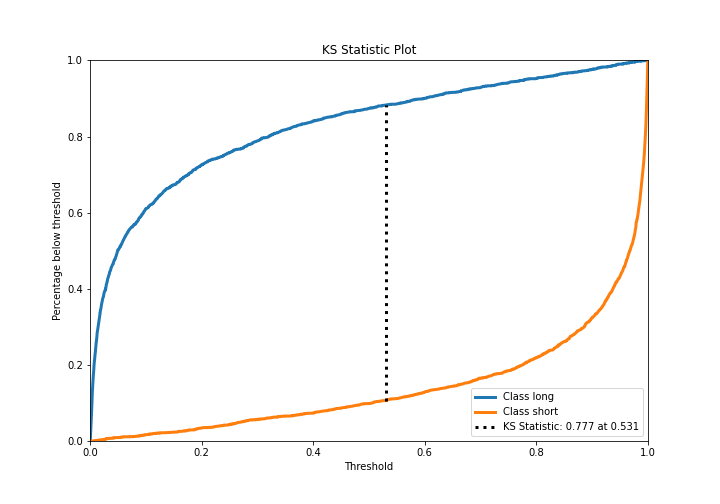 KS Statistic Plot
1.0
0.8
0.6
0.4
0.2
0.0
Percentage below threshold
0.0 0.2 0.4 0.6 0.8 1.0
Threshold
Class long
Class short
KS Statistic: 0.777 at 0.531